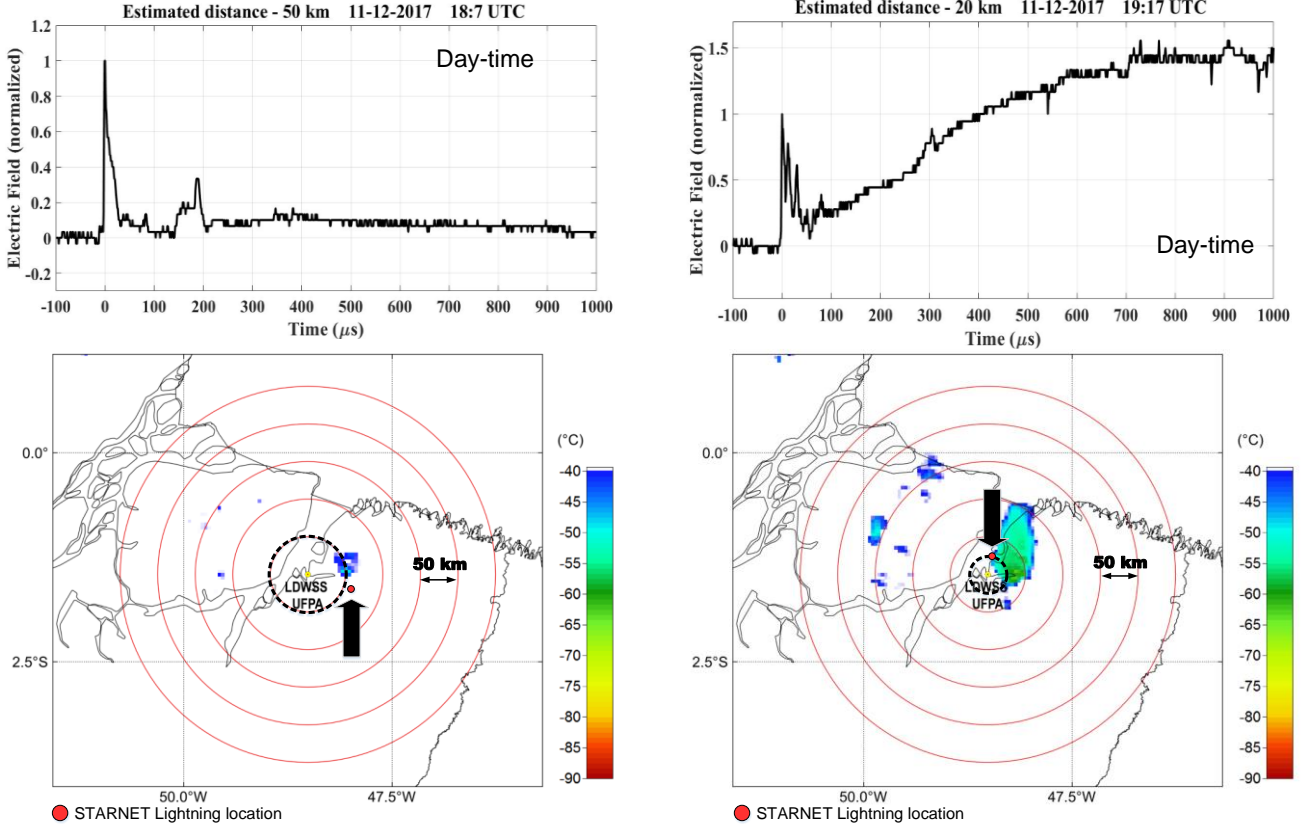 Estimated distance - 50 km 11-12-2017 18:7 UTC
1.2
1
0.8
0.6
0.4
0.2
0
-0.2
Electric Field (normalized)
Day-time
-100 0 100 200 300 400 500 600 700 800 900 1000
Time (μs)
Estimated distance - 20 km 11-12-2017 19:17 UTC
1.5
1
0.5
0
Electric Field (normalized)
Day-time
-100 0 100 200 300 400 500 600 700 800 900 1000
Time (μs)
0.0°
2.5°S
50.0°W
47.5°W
LDWSS
UFPA
50 km
(°C)
-40
-45
-50
-55
-60
-65
-70
-75
-80
-85
-90
STARNET Lightning location
0.0°
2.5°S
50.0°W
47.5°W
LDWSS
UFPA
50 km
(°C)
-40
-45
-50
-55
-60
-65
-70
-75
-80
-85
-90
STARNET Lightning location